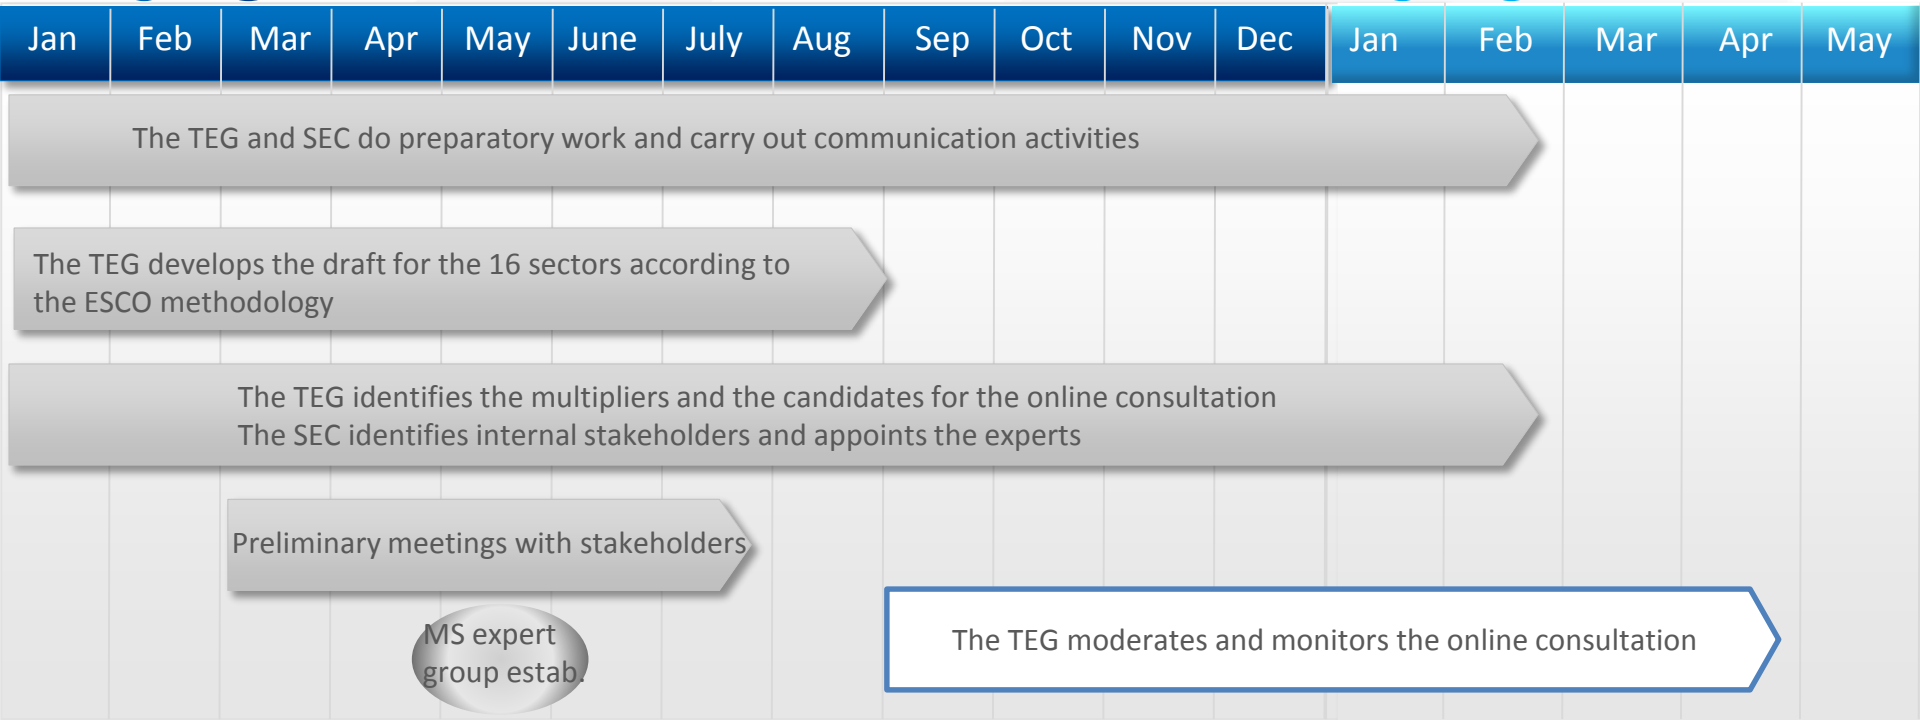 Jan Feb Mar Apr May June July Aug Sep Oct Nov Dec Jan Feb Mar Apr May
The TEG and SEC do preparatory work and carry out communication activities
The TEG develops the draft for the 16 sectors according to
the ESCO methodology
The TEG identifies the multipliers and the candidates for the online consultation
The SEC identifies internal stakeholders and appoints the experts
Preliminary meetings with stakeholders
MS expert
group estab.
The TEG moderates and monitors the online consultation